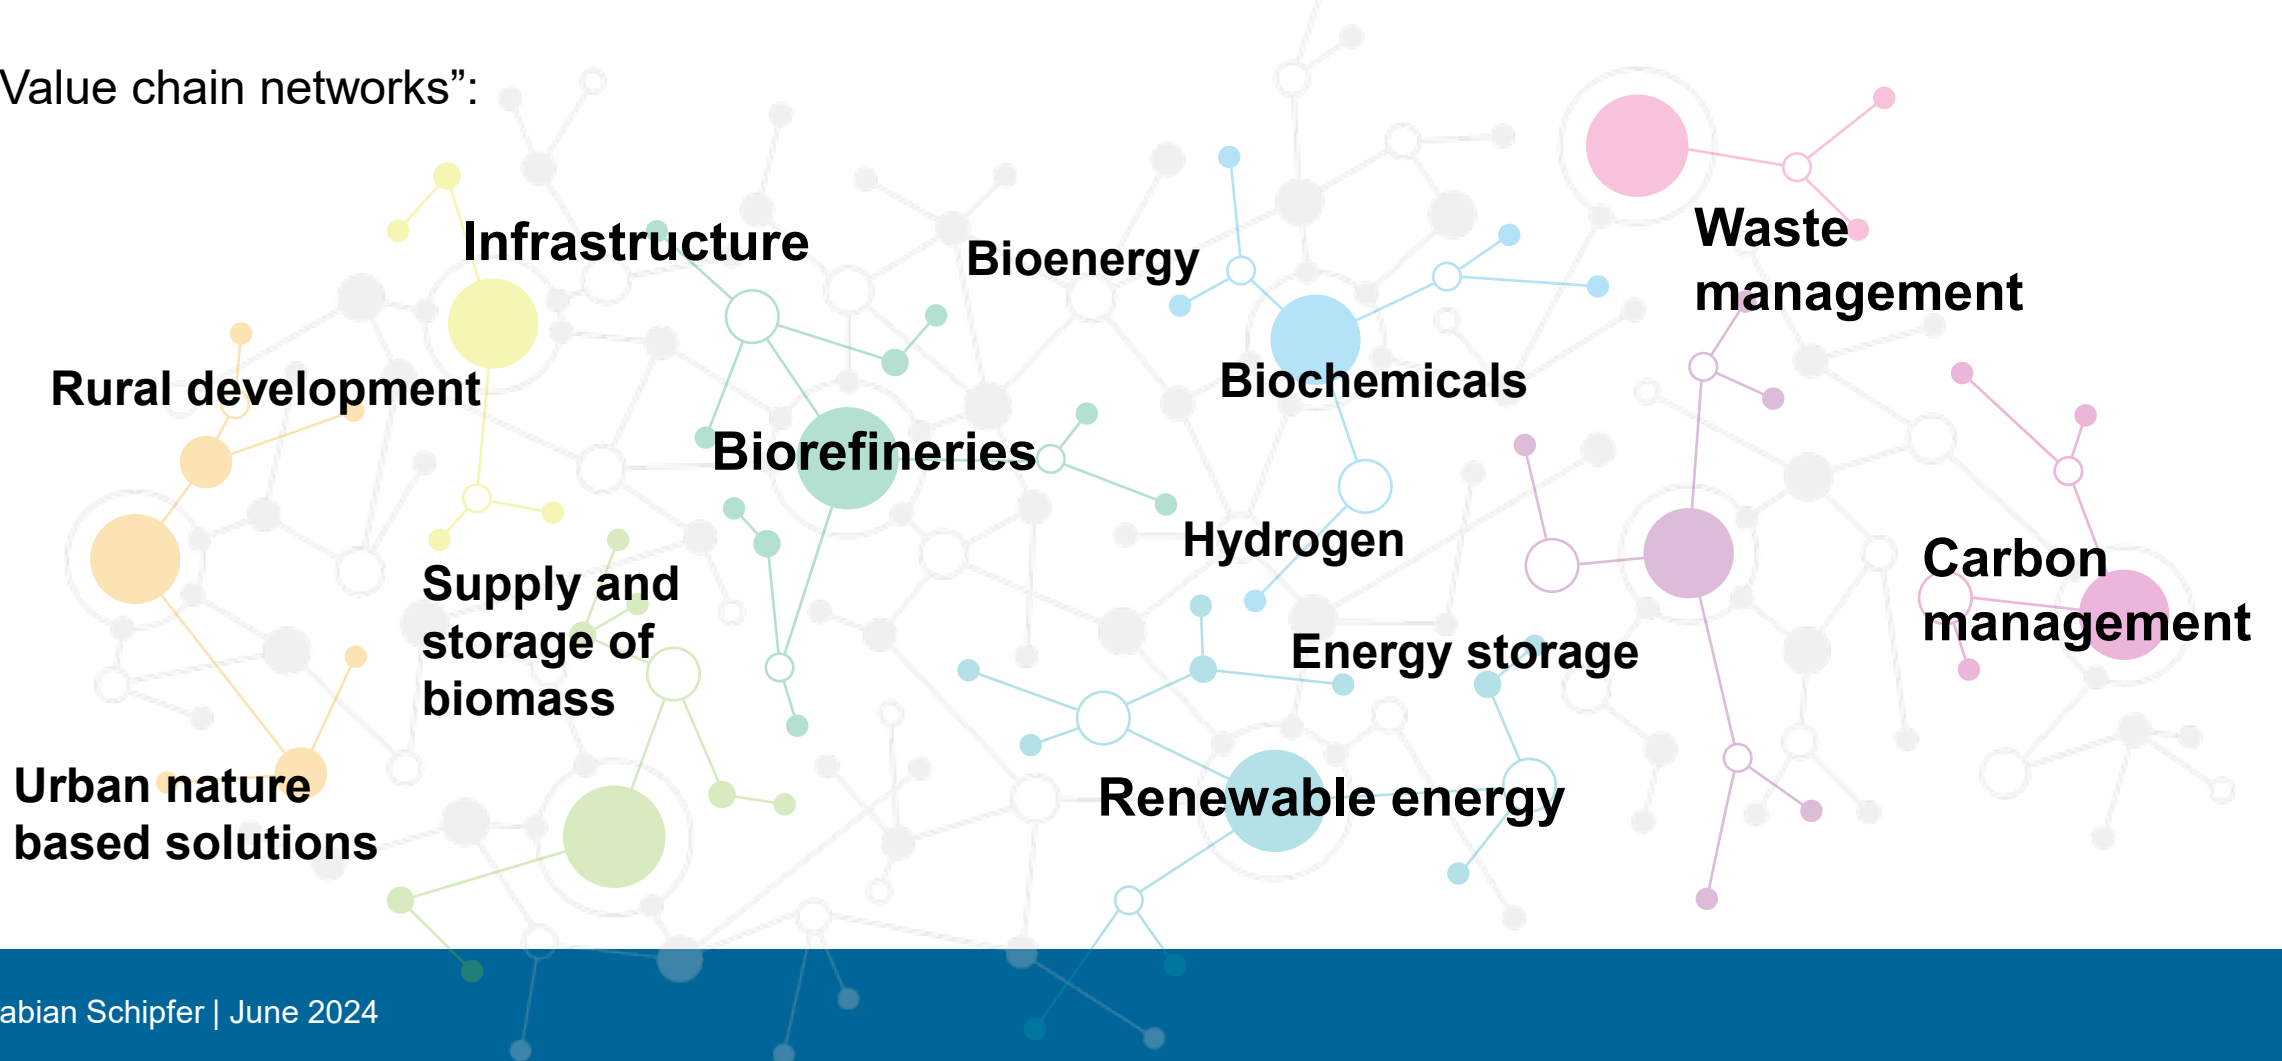 Value chain networks”:
Infrastructure
Bioenergy
Waste
management
Rural development
Biochemicals
Biorefineries
Hydrogen
Supply and
storage of
biomass
Carbon
management
Energy storage
Urban nature
based solutions
Renewable energy
abian Schipfer | June 2024